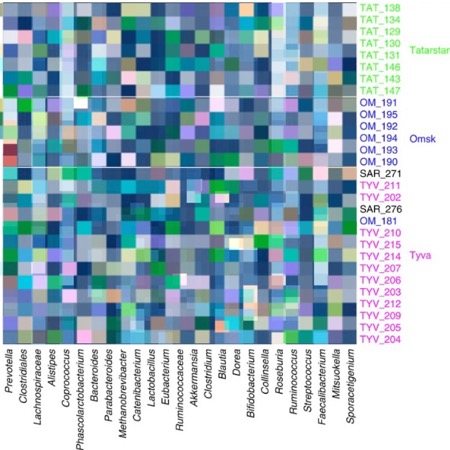 TAT_138
TAT_134
TAT_129
TAT_130
TAT_131
TAT_146
TAT_143
TAT_147
Tatarstar
OM_191
OM_195
OM_192
OM_194
OM_193
OM_190
Omsk
SAR_271
TYV_211
TYV_202
SAR_276
OM_181
TYV_210
TYV_215
TYV_214
TYV_207
TYV_206
TYV_203
TYV_212
TYV_209
TYV_205
TYV_204
Tyva
Prevotella
Clostridiales
Lachnospiraceae
Alistipes
Coprococcus
Phascolarctobacterium
Bacteroides
Parabacteroides
Methanobrevibacter
Catenibacterium
Lactobacillus
Eubacterium
Ruminococcaceae
Akkermansia
Clostridium
Blautia
Dorea
Bifidobacterium
Collinsella
Roseburia
Ruminococcus
Streptococcus
Faecalibacterium
Mitsuokella
Sporacetigenium